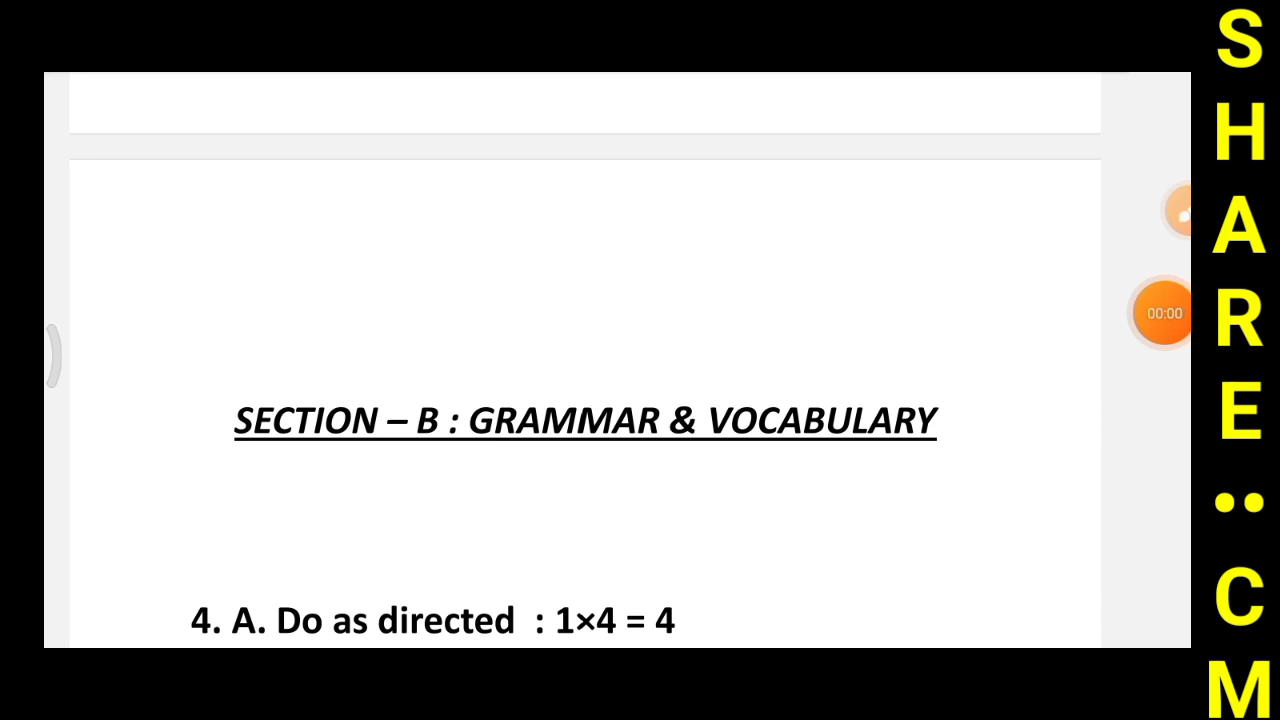 SECTION – B : GRAMMAR & VOCABULARY
4. A. Do as directed : 1×4 = 4
00:00
S
H
A
R
E
••
C
M